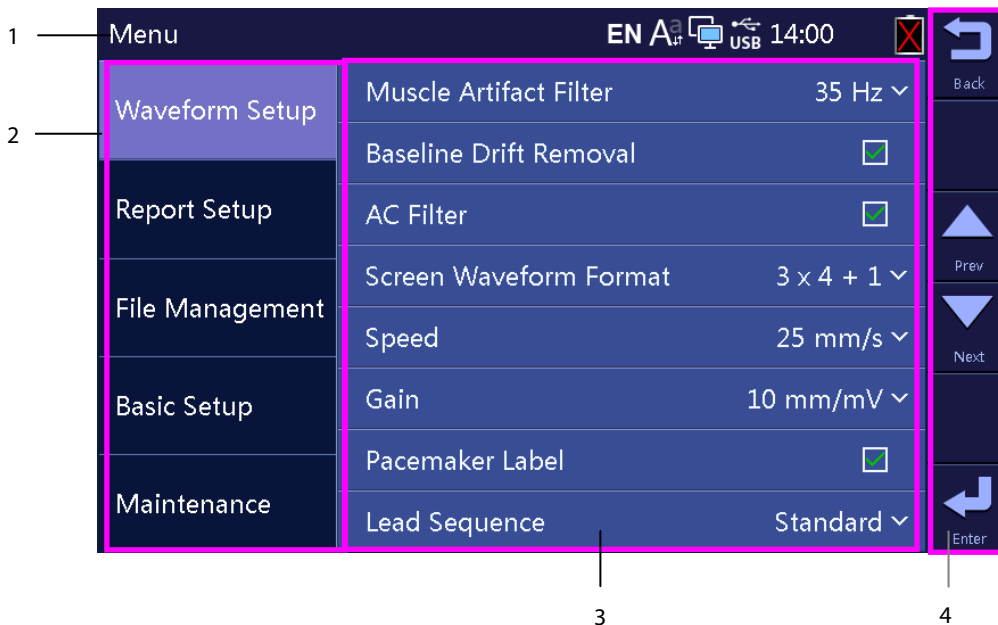 1
Menu
EN Aa USB 14:00
Back
2
Waveform Setup
Report Setup
File Management
Basic Setup
Maintenance
Muscle Artifact Filter 35 Hz
Baseline Drift Removal
AC Filter
Screen Waveform Format 3 x 4 + 1
Speed 25 mm/s
Gain 10 mm/mV
Pacemaker Label
Lead Sequence Standard
Prev
Next
Enter
3
4